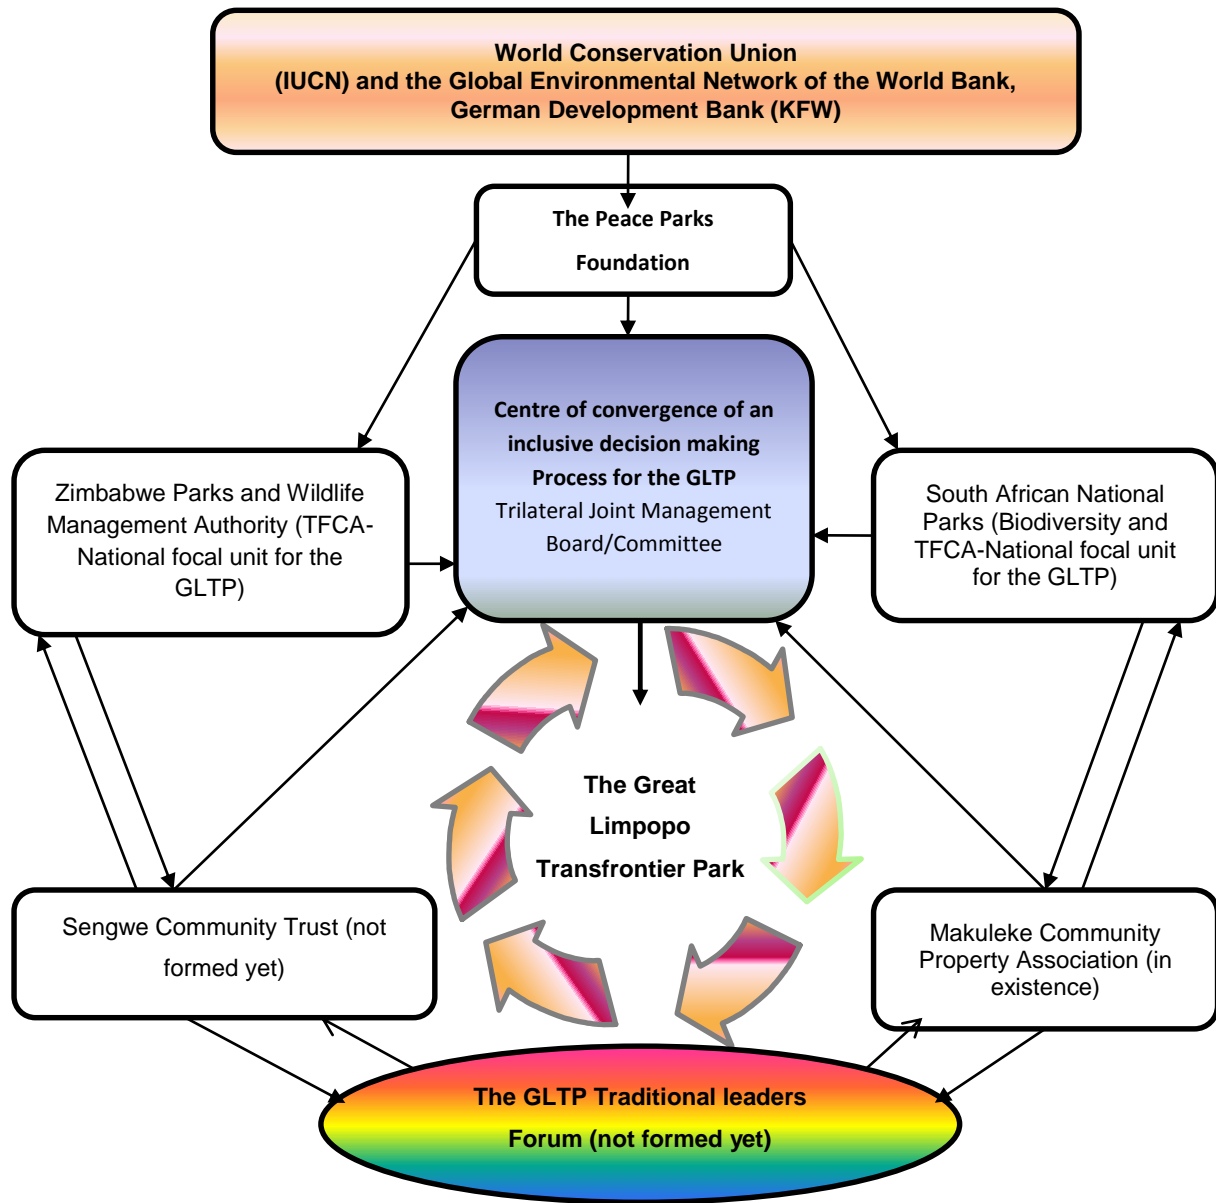 World Conservation Union
(IUCN) and the Global Environmental Network of the World Bank,
German Development Bank (KFW)
The Peace Parks
Foundation
Centre of convergence of an
inclusive decision making
Process for the GLTP
Trilateral Joint Management
Board/Committee
Zimbabwe Parks and Wildlife
Management Authority (TFCA-
National focal unit for the
GLTP)
South African National
Parks (Biodiversity and
TFCA-National focal unit
for the GLTP)
The Great
Limpopo
Transfrontier Park
Sengwe Community Trust (not
formed yet)
Makuleke Community
Property Association (in
existence)
The GLTP Traditional leaders
Forum (not formed yet)